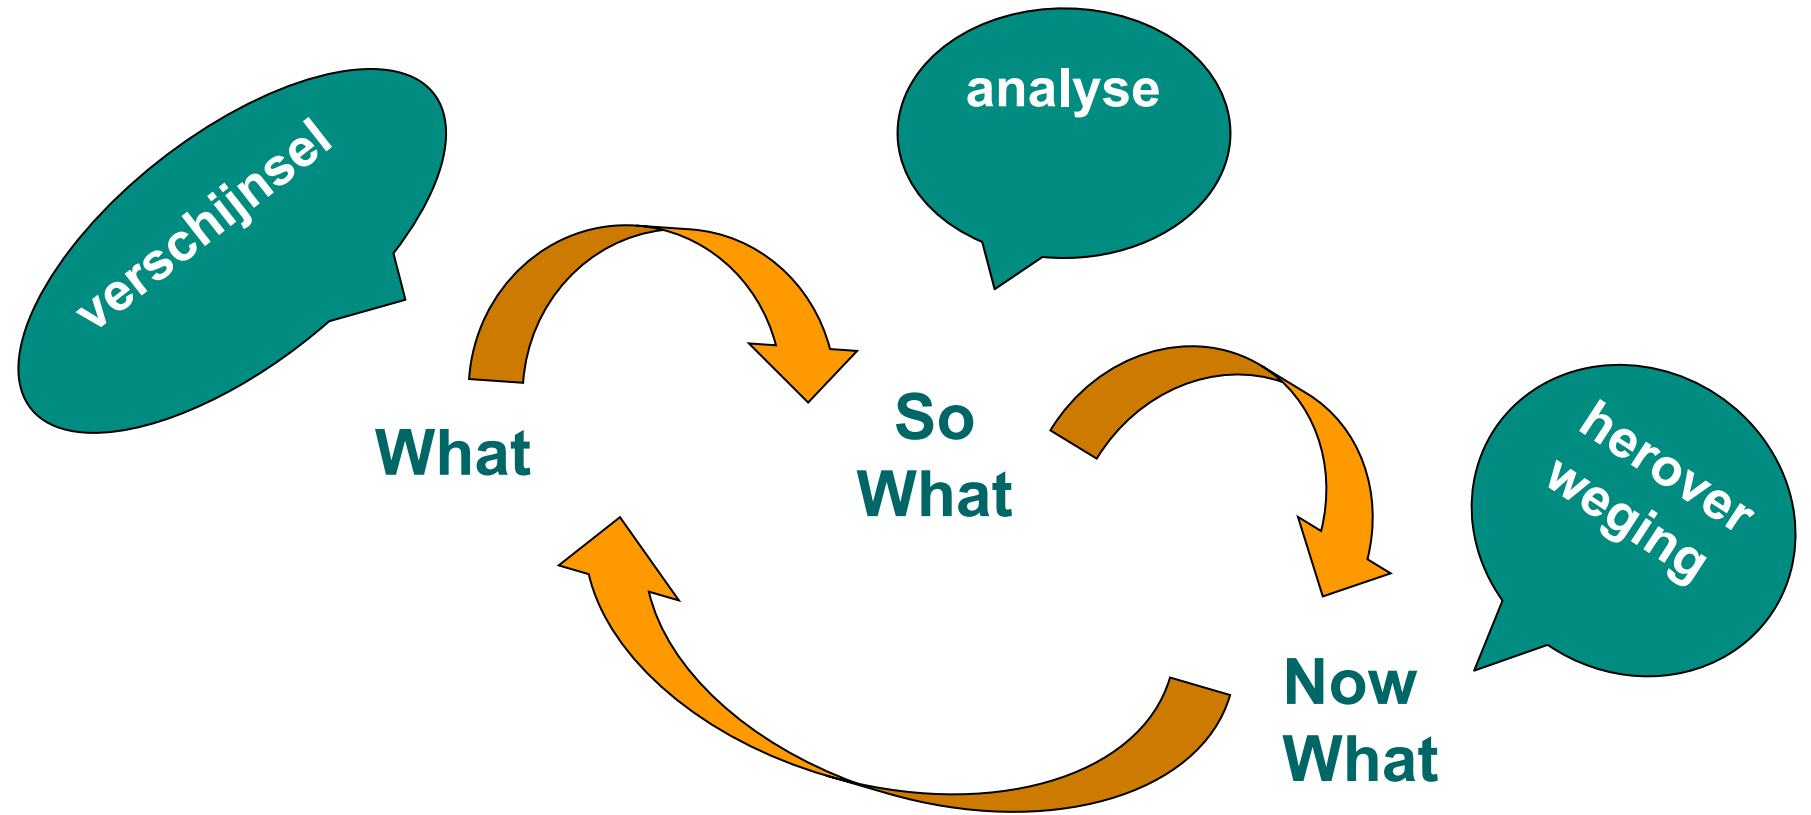 verschijnsel
What
analyse
So
What
herover
weging
Now
What